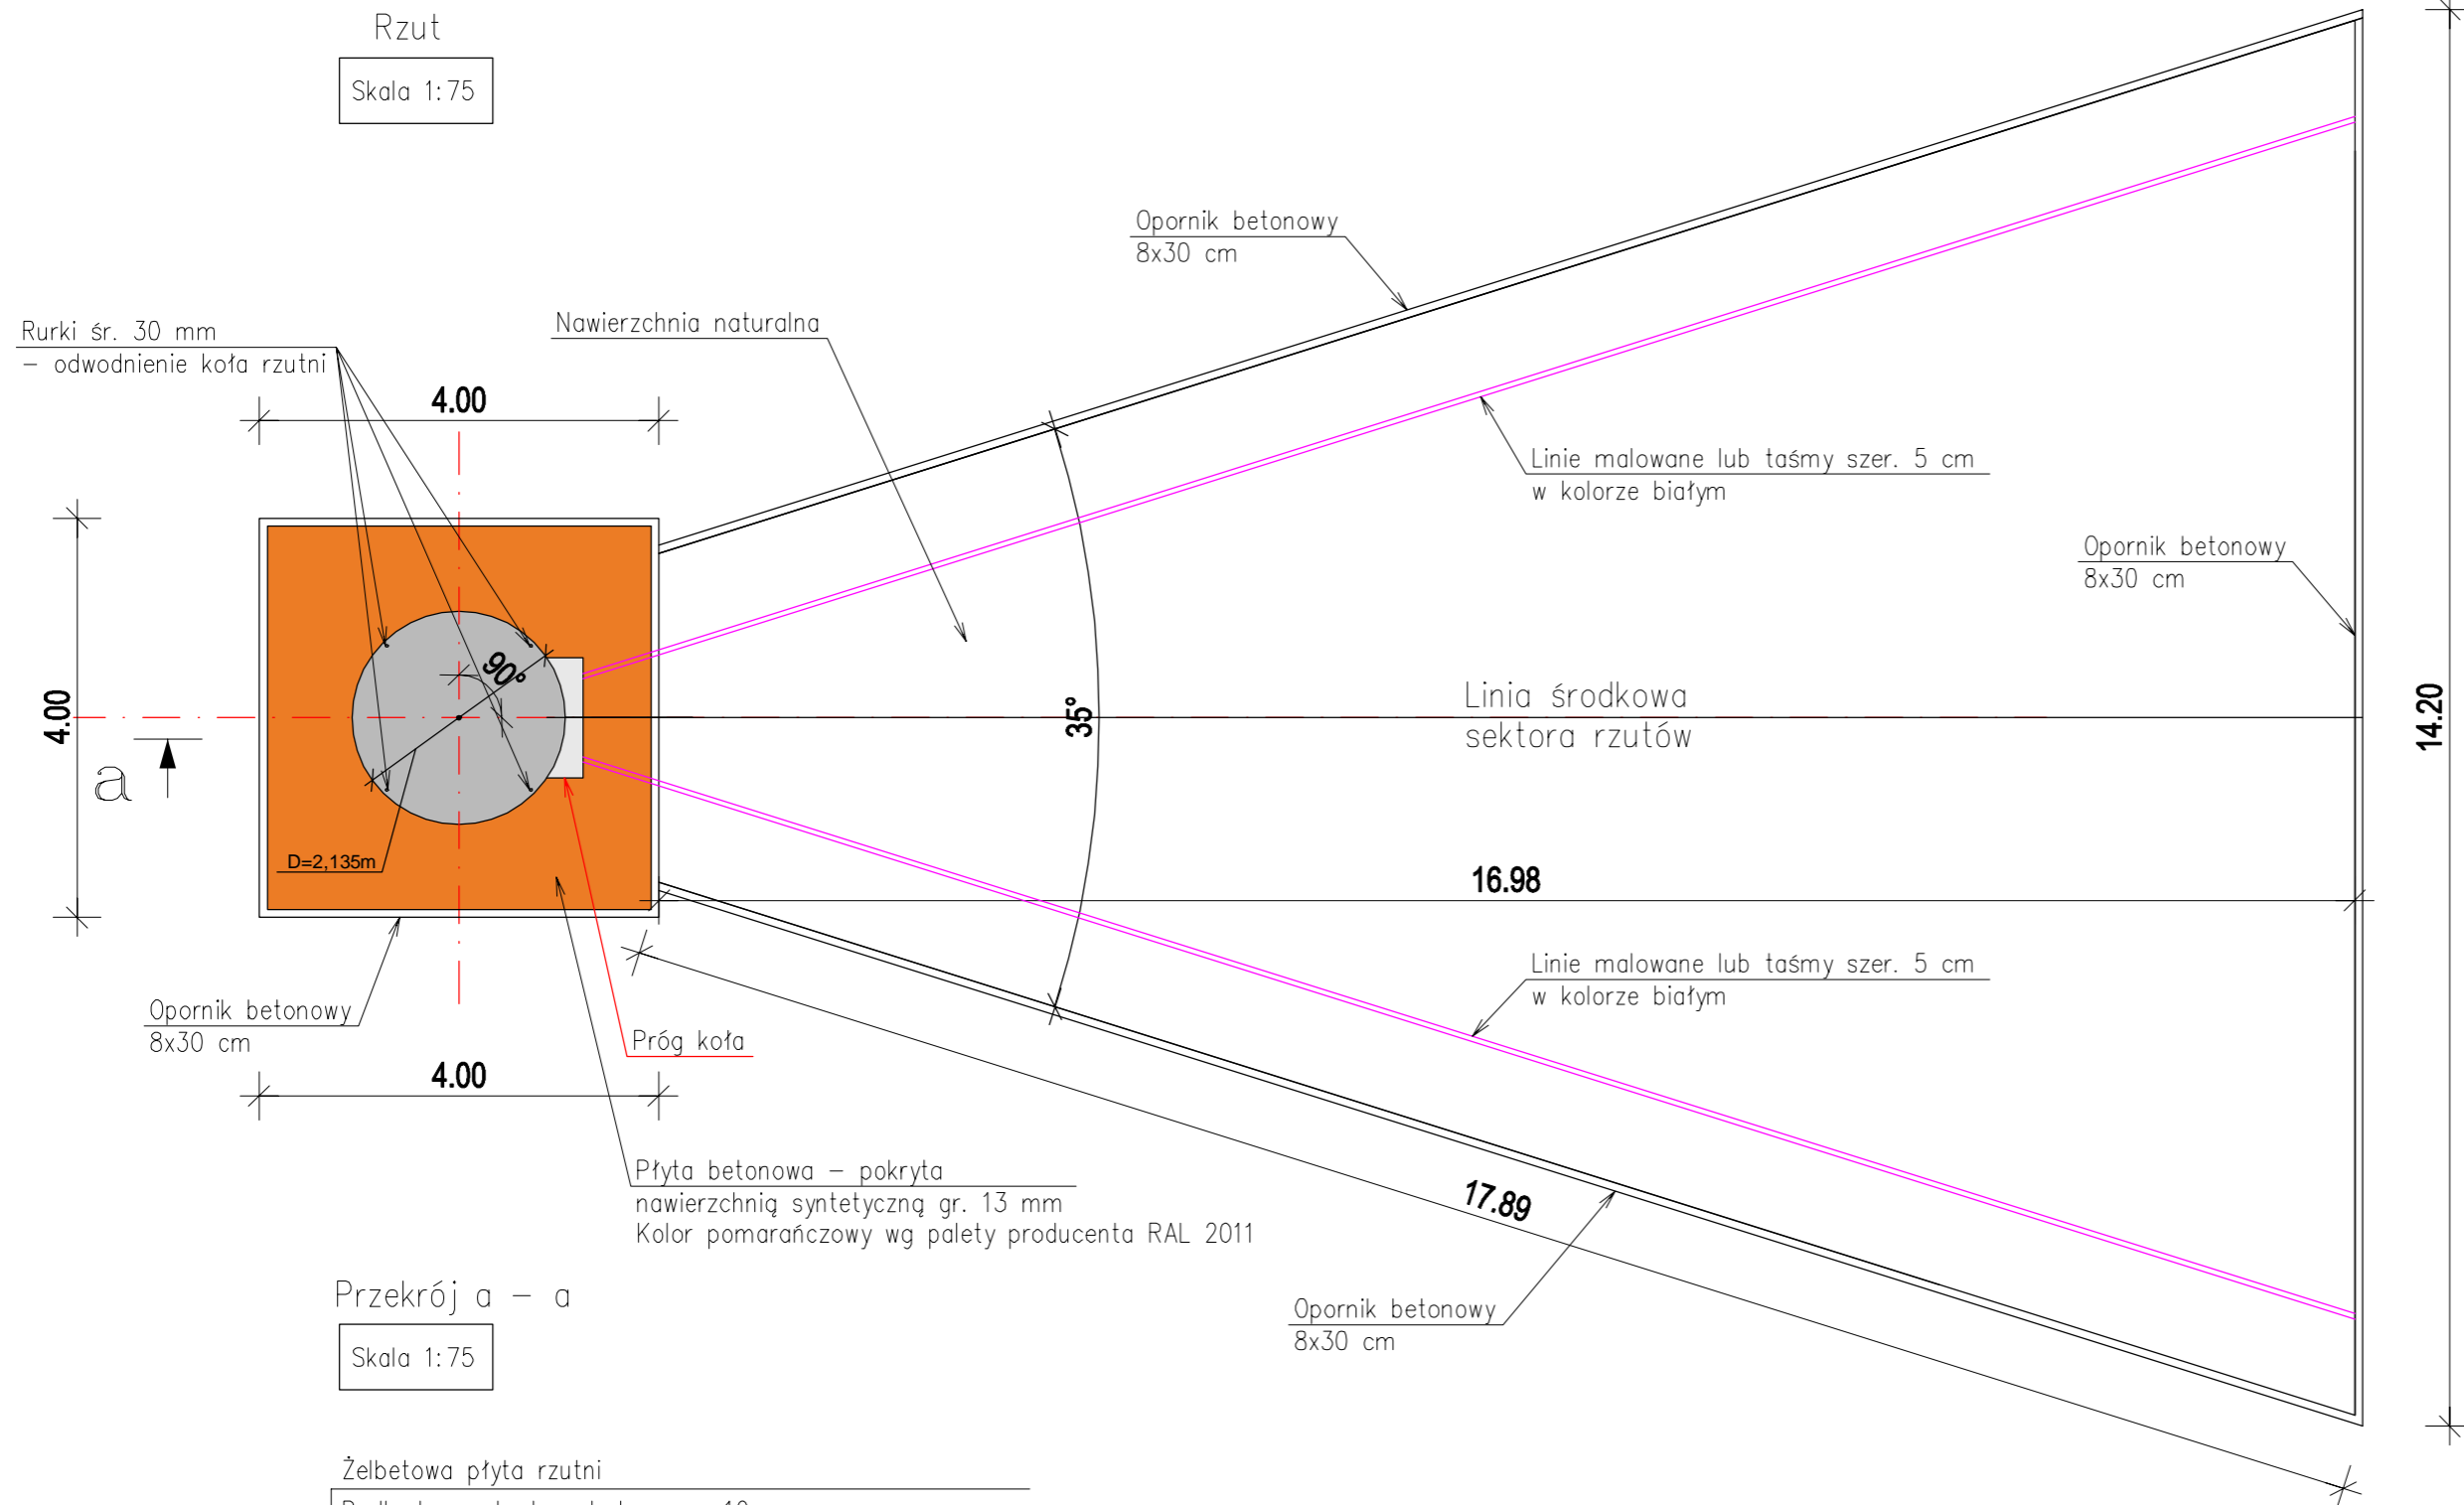 Rzut
Skala 1:75
Opornik betonowy
8x30 cm
Rurki śr. 30 mm
– odwodnienie koła rzutni
Nawierzchnia naturalna
4.00
Linie malowane lub taśmy szer. 5 cm
w kolorze białym
Opornik betonowy
8x30 cm
90°
4.00
35°
Linia środkowa
sektora rzutów
14.20
a
D=2,135m
16.98
Linie malowane lub taśmy szer. 5 cm
w kolorze białym
Opornik betonowy
8x30 cm
Próg koła
4.00
Płyta betonowa – pokryta
nawierzchnią syntetyczną gr. 13 mm
Kolor pomarańczowy wg palety producenta RAL 2011
17.89
Przekrój a – a
Skala 1:75
Opornik betonowy
8x30 cm
Żelbetowa płyta rzutni